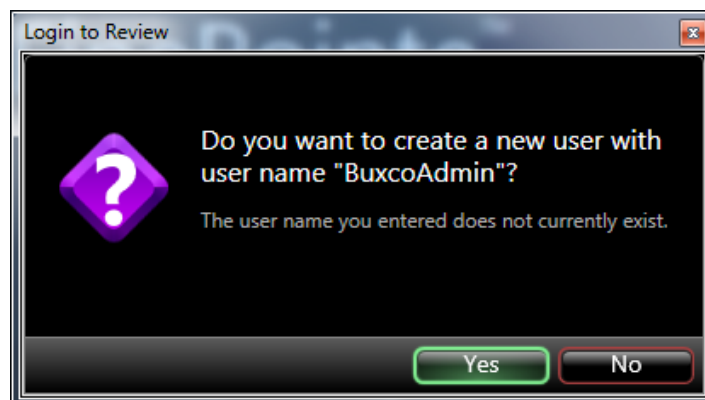 Login to Review
Do you want to create a new user with
user name "BuxcoAdmin"?
The user name you entered does not currently exist.
Yes
No